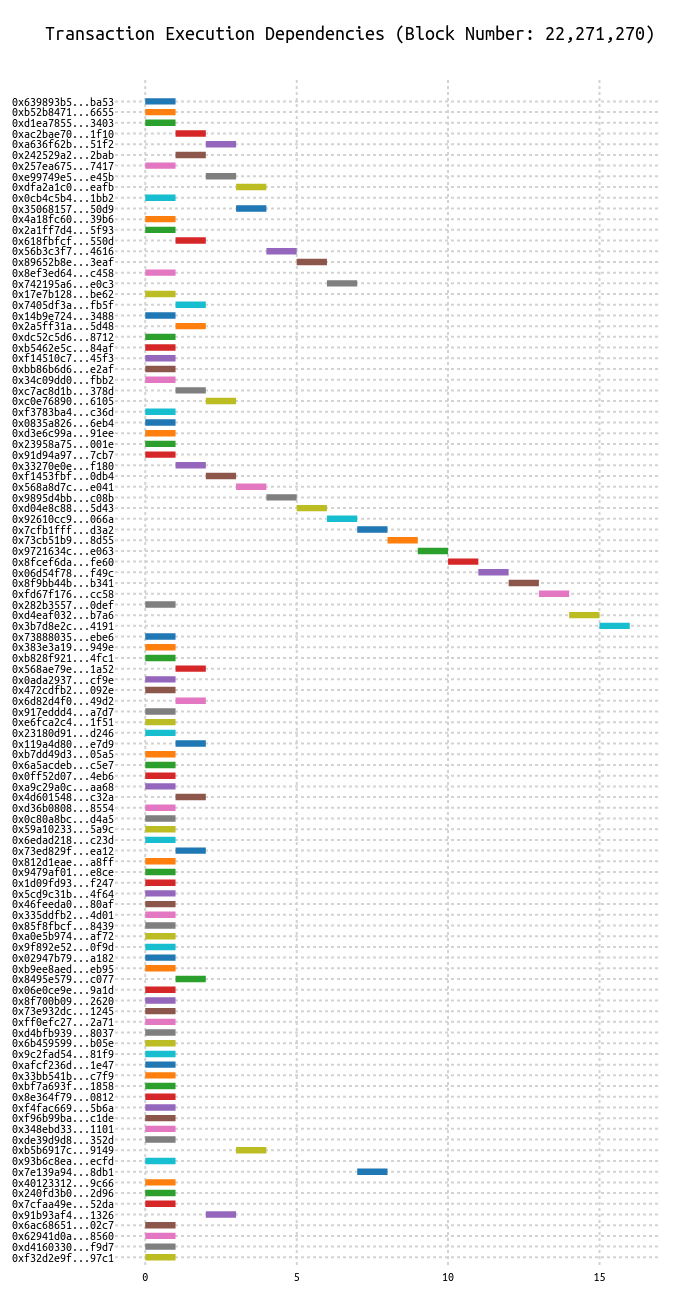 Transaction Execution Dependencies (Block Number: 22,271,270)
0x639893b5...ba53
0xb52b8471...6655
0xd1ea7855...3403
0xac2bae70...1f10
0xa636f62b...51f2
0x242529a2...2bab
0x257ea675...7417
0xe99749e5...e45b
0xdfa2a1c0...eafb
0x0cb4c5b4...1bb2
0x35068157...50d9
0x4a18fc60...39b6
0x2a1ff7d4...5f93
0x618fbfcf...550d
0x56b3c3f7...4616
0x89652b8e...3eaf
0x8ef3ed64...c458
0x742195a6...e0c3
0x17e7b128...be62
0x7405df3a...fb5f
0x14b9e724...3488
0x2a5ff31a...5d48
0xdc52c5d6...8712
0xb5462e5c...84af
0xf14510c7...45f3
0xbb86b6d6...e2af
0x34c09dd0...fbb2
0xc7ac8d1b...378d
0xc0e76890...6105
0xf3783ba4...c36d
0x0835a826...6eb4
0xd3e6c99a...91ee
0x23958a75...001e
0x91d94a97...7cb7
0x33270e0e...f180
0xf1453fbf...0db4
0x568a8d7c...e041
0x9895d4bb...c08b
0xd04e8c88...5d43
0x92610cc9...066a
0x7cfb1fff...d3a2
0x73cb51b9...8d55
0x9721634c...e063
0x8fcef6da...fe60
0x06d54f78...f49c
0x8f9bb44b...b341
0xfd67f176...cc58
0x282b3557...0def
0xd4eaf032...b7a6
0x3b7d8e2c...4191
0x73888035...ebe6
0x383e3a19...949e
0xb828f921...4fc1
0x568ae79e...1a52
0x0ada2937...cf9e
0x472cdfb2...092e
0x6d82d4f0...49d2
0x917eddd4...a7d7
0xe6fca2c4...1f51
0x23180d91...d246
0x119a4d80...e7d9
0xb7dd49d3...05a5
0x6a5acdeb...c5e7
0x0ff52d07...4eb6
0xa9c29a0c...aa68
0x4d601548...c32a
0xd36b0808...8554
0x0c80a8bc...d4a5
0x59a10233...5a9c
0x6edad218...c23d
0x73ed829f...ea12
0x812d1eae...a8ff
0x9479af01...e8ce
0x1d09fd93...f247
0x5cd9c31b...4f64
0x46feeda0...80af
0x335ddfb2...4d01
0x85f8fbcf...8439
0xa0e5b974...af72
0x9f892e52...0f9d
0x02947b79...a182
0xb9ee8aed...eb95
0x8495e579...c077
0x06e0ce9e...9a1d
0x8f700b09...2620
0x73e932dc...1245
0xff0efc27...2a71
0xd4bfb939...8037
0x6b459599...b05e
0x9c2fad54...81f9
0xafcf236d...1e47
0x33bb541b...c7f9
0xbf7a693f...1858
0x8e364f79...0812
0xf4fac669...5b6a
0xf96b99ba...c1de
0x348ebd33...1101
0xde39d9d8...352d
0xb5b6917c...9149
0x93b6c8ea...ecfd
0x7e139a94...8db1
0x40123312...9c66
0x240fd3b0...2d96
0x7cfaa49e...52da
0x91b93af4...1326
0x6ac68651...02c7
0x62941d0a...8560
0xd4160330...f9d7
0xf32d2e9f...97c1
0 5 10 15